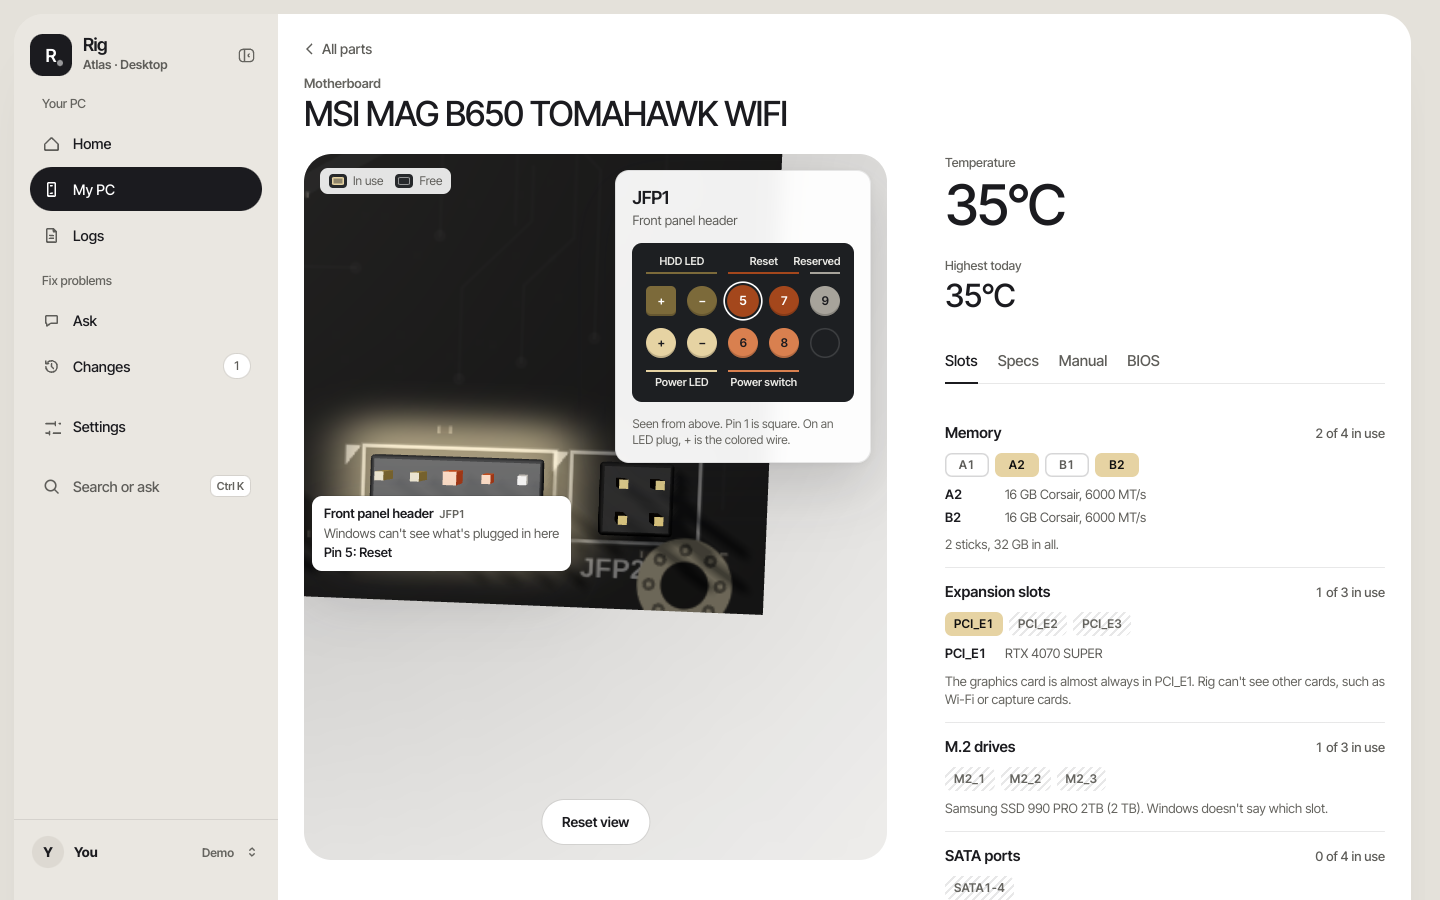 R.
Rig
Atlas · Desktop
Your PC
Home
My PC
Logs
Fix problems
Ask
Changes
1
Settings
Search or ask
Ctrl K
Y
You
Demo
All parts
Motherboard
MSI MAG B650 TOMAHAWK WIFI
In use
Free
JFP1
Front panel header
HDD LED
Reset
Reserved
+
−
5
7
9
+
−
6
8
Power LED
Power switch
Seen from above. Pin 1 is square. On an
LED plug, + is the colored wire.
Front panel header JFP1
Windows can't see what's plugged in here
Pin 5: Reset
JFP2
Reset view
Temperature
35°C
Highest today
35°C
Slots
Specs
Manual
BIOS
Memory
2 of 4 in use
A1
A2
B1
B2
A2 16 GB Corsair, 6000 MT/s
B2 16 GB Corsair, 6000 MT/s
2 sticks, 32 GB in all.
Expansion slots
1 of 3 in use
PCI_E1
PCI_E2
PCI_E3
PCI_E1 RTX 4070 SUPER
The graphics card is almost always in PCI_E1. Rig can't see other cards, such as
Wi-Fi or capture cards.
M.2 drives
1 of 3 in use
M2_1
M2_2
M2_3
Samsung SSD 990 PRO 2TB (2 TB). Windows doesn't say which slot.
SATA ports
0 of 4 in use
SATA1-4